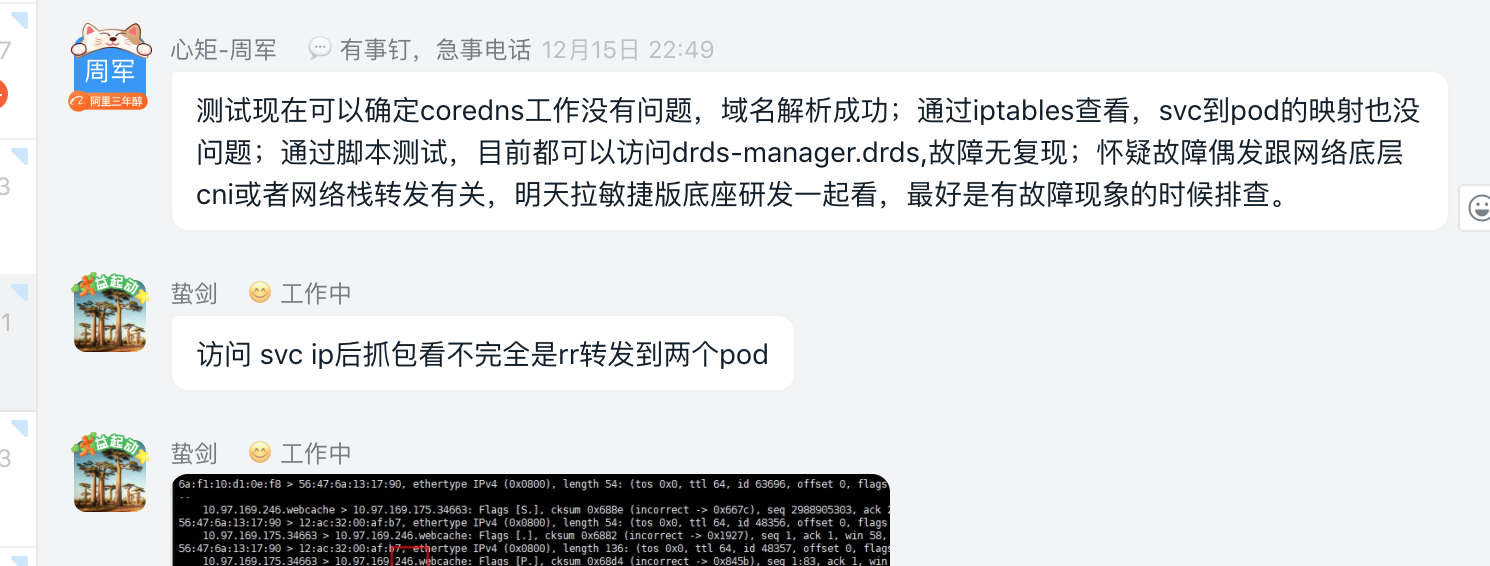 7
心矩-周军 有事钉，急事电话 12月15日 22:49
周军
阿里三年醇
测试现在可以确定coredns工作没有问题，域名解析成功；通过iptables查看，svc到pod的映射也没
问题；通过脚本测试，目前都可以访问drds-manager.drds,故障无复现；怀疑故障偶发跟网络底层
cni或者网络栈转发有关，明天拉敏捷版底座研发一起看，最好是有故障现象的时候排查。
3
益起动
蛰剑 工作中
1
访问 svc ip后抓包看不完全是rr转发到两个pod
益起动
蛰剑 工作中
3
6a:f1:10:d1:0e:f8 > 56:47:6a:13:17:90, ethertype IPv4 (0x0800), length 54: (tos 0x0, ttl 64, id 63696, offset 0, flags
--
10.97.169.246.webcache > 10.97.169.175.34663: Flags [S.], cksum 0x688e (incorrect -> 0x667c), seq 2988905303, ack 2
56:47:6a:13:17:90 > 12:ac:32:00:af:b7, ethertype IPv4 (0x0800), length 54: (tos 0x0, ttl 64, id 48356, offset 0, flags
10.97.169.175.34663 > 10.97.169.246.webcache: Flags [.], cksum 0x6882 (incorrect -> 0x1927), seq 1, ack 1, win 58,
56:47:6a:13:17:90 > 12:ac:32:00:af:b7, ethertype IPv4 (0x0800), length 136: (tos 0x0, ttl 64, id 48357, offset 0, flags
10.97.169.175.34663 > 10.97.169.246.webcache: Flags [P.], cksum 0x68d4 (incorrect -> 0x845b), seq 1:83, ack 1, win